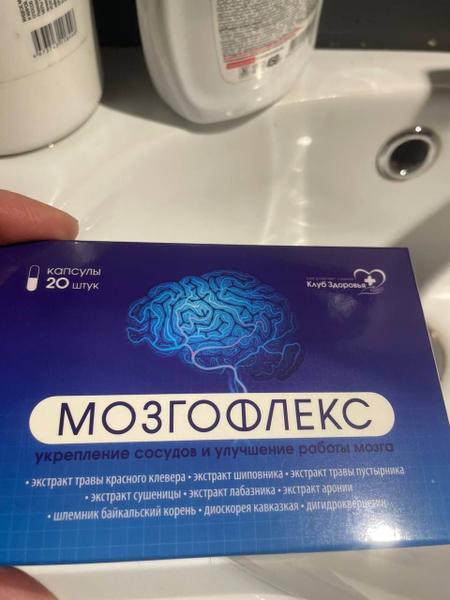 капсулы
20 штук
Клуб Здоровья
МОЗГОФЛЕКС
укрепление сосудов и улучшение работы мозга
• экстракт травы красного клевера • экстракт шиповника • экстракт травы пустырника
• экстракт сушеницы • экстракт лабазника • экстракт аронии
• шлемник байкальский корень • диоскорея кавказкая • дигидрокверцетин